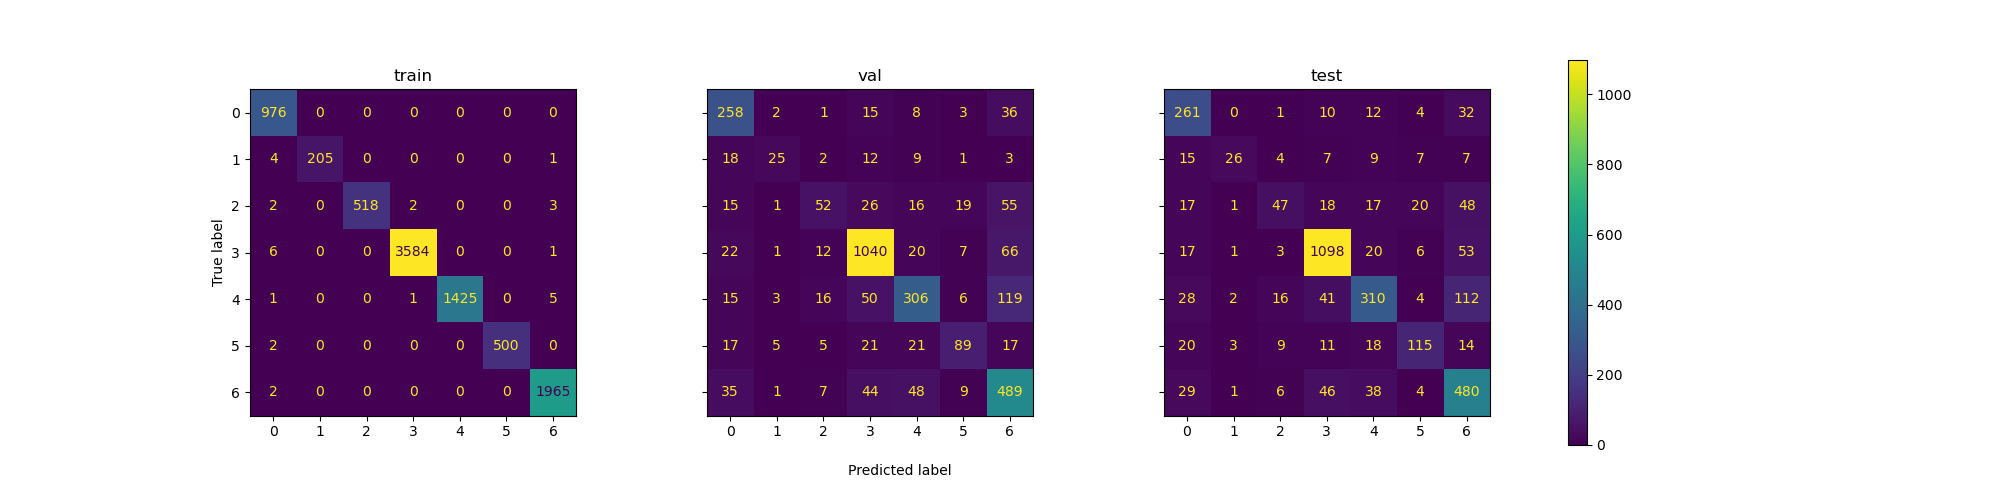 train
val
test
0 976 0 0 0 0 0 0
1 4 205 0 0 0 0 1
2 2 0 518 2 0 0 3
3 6 0 0 3584 0 0 1
4 1 0 0 1 1425 0 5
5 2 0 0 0 0 500 0
6 2 0 0 0 0 0 1965
0 1 2 3 4 5 6
True label
258 2 1 15 8 3 36
18 25 2 12 9 1 3
15 1 52 26 16 19 55
22 1 12 1040 20 7 66
15 3 16 50 306 6 119
17 5 5 21 21 89 17
35 1 7 44 48 9 489
0 1 2 3 4 5 6
Predicted label
261 0 1 10 12 4 32
15 26 4 7 9 7 7
17 1 47 18 17 20 48
17 1 3 1098 20 6 53
28 2 16 41 310 4 112
20 3 9 11 18 115 14
29 1 6 46 38 4 480
0 1 2 3 4 5 6
1000
800
600
400
200
0